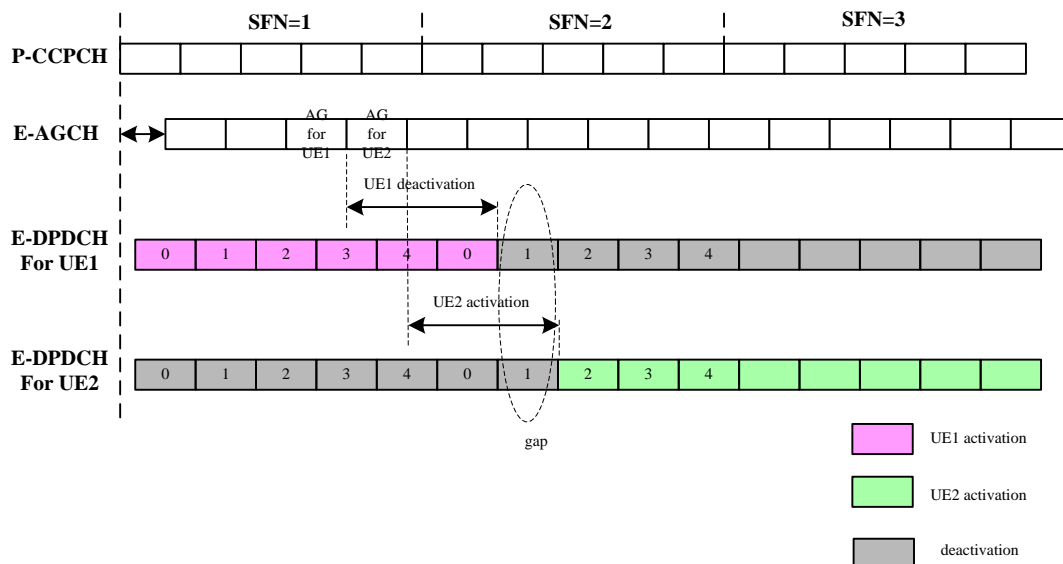 SFN=1 SFN=2 SFN=3
P-CCPCH
E-AGCH
AG
for
UE1
AG
for
UE2
UE1 deactivation
E-DPDCH
For UE1
0 1 2 3 4 0 1 2 3 4
UE2 activation
E-DPDCH
For UE2
0 1 2 3 4 0 1 2 3 4
gap
UE1 activation
UE2 activation
deactivation